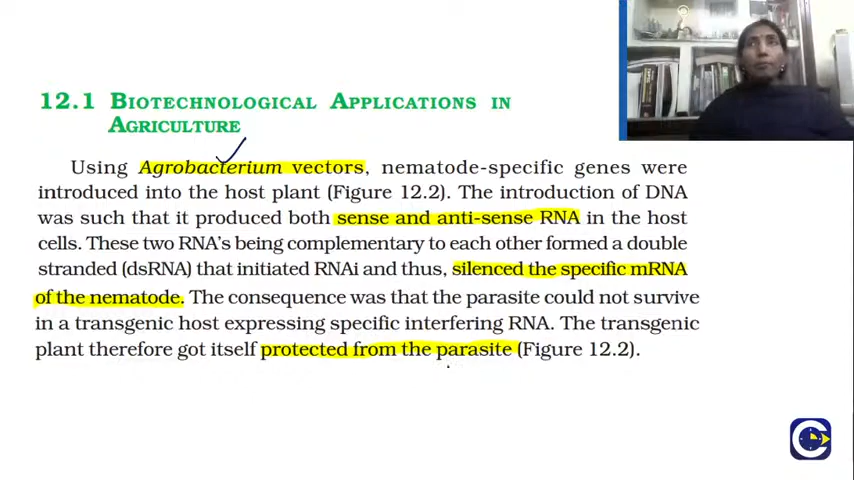 12.1 BIOTECHNOLOGICAL APPLICATIONS IN
AGRICULTURE
Using Agrobacterium vectors, nematode-specific genes were
introduced into the host plant (Figure 12.2). The introduction of DNA
was such that it produced both sense and anti-sense RNA in the host
cells. These two RNA's being complementary to each other formed a double
stranded (dsRNA) that initiated RNAi and thus, silenced the specific mRNA
of the nematode. The consequence was that the parasite could not survive
in a transgenic host expressing specific interfering RNA. The transgenic
plant therefore got itself protected from the parasite (Figure 12.2).